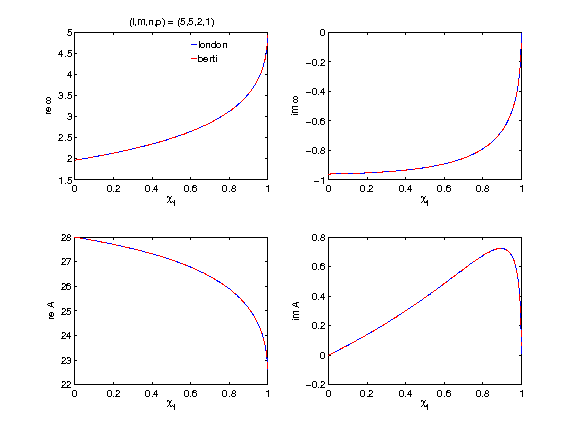 (l,m,n,p) = (5,5,2,1)
london
berti
re ω
5
4.5
4
3.5
3
2.5
2
1.5
0 0.2 0.4 0.6 0.8 1
χf
im ω
0
−0.2
−0.4
−0.6
−0.8
−1
0 0.2 0.4 0.6 0.8 1
χf
re A
28
27
26
25
24
23
22
0 0.2 0.4 0.6 0.8 1
χf
im A
0.8
0.6
0.4
0.2
0
−0.2
0 0.2 0.4 0.6 0.8 1
χf